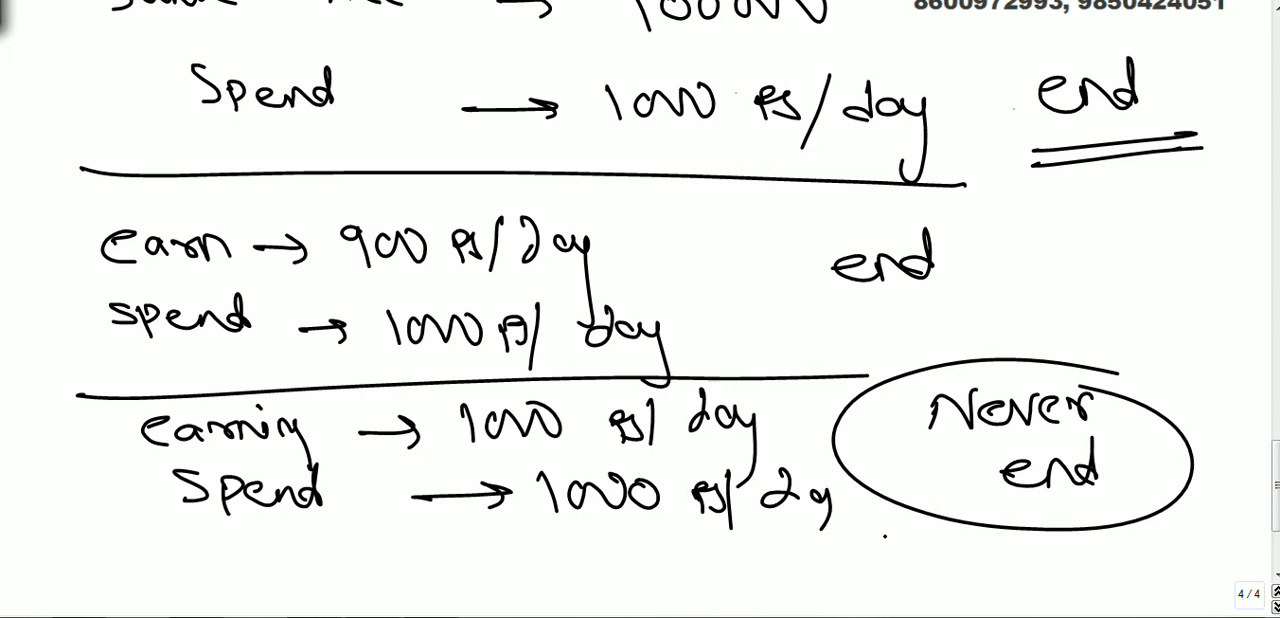 8600972993, 9850424051
Spend → 1000 Rs/day end
earn → 900 Rs/day end
spend → 1000 Rs/day
earning → 1000 Rs/day Never
Spend → 1000 Rs/day end
4/4